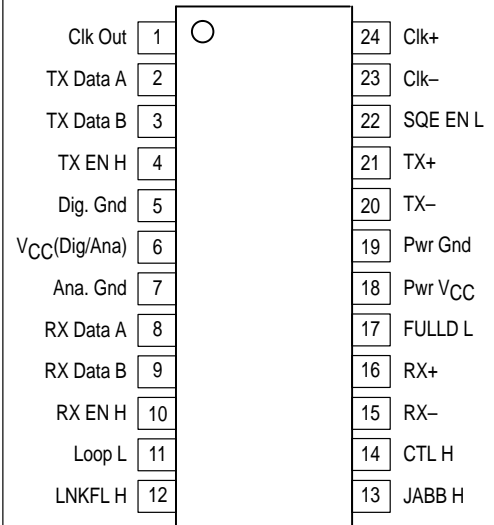 Clk Out 1 24 Clk+
TX Data A 2 23 Clk–
TX Data B 3 22 SQE EN L
TX EN H 4 21 TX+
Dig. Gnd 5 20 TX–
VCC(Dig/Ana) 6 19 Pwr Gnd
Ana. Gnd 7 18 Pwr VCC
RX Data A 8 17 FULLD L
RX Data B 9 16 RX+
RX EN H 10 15 RX–
Loop L 11 14 CTL H
LNKFL H 12 13 JABB H